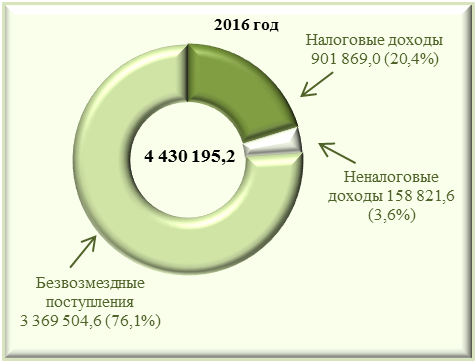 2016 год
Налоговые доходы
901 869,0 (20,4%)
4 430 195,2
Неналоговые
доходы 158 821,6
(3,6%)
Безвозмездные
поступления
3 369 504,6 (76,1%)